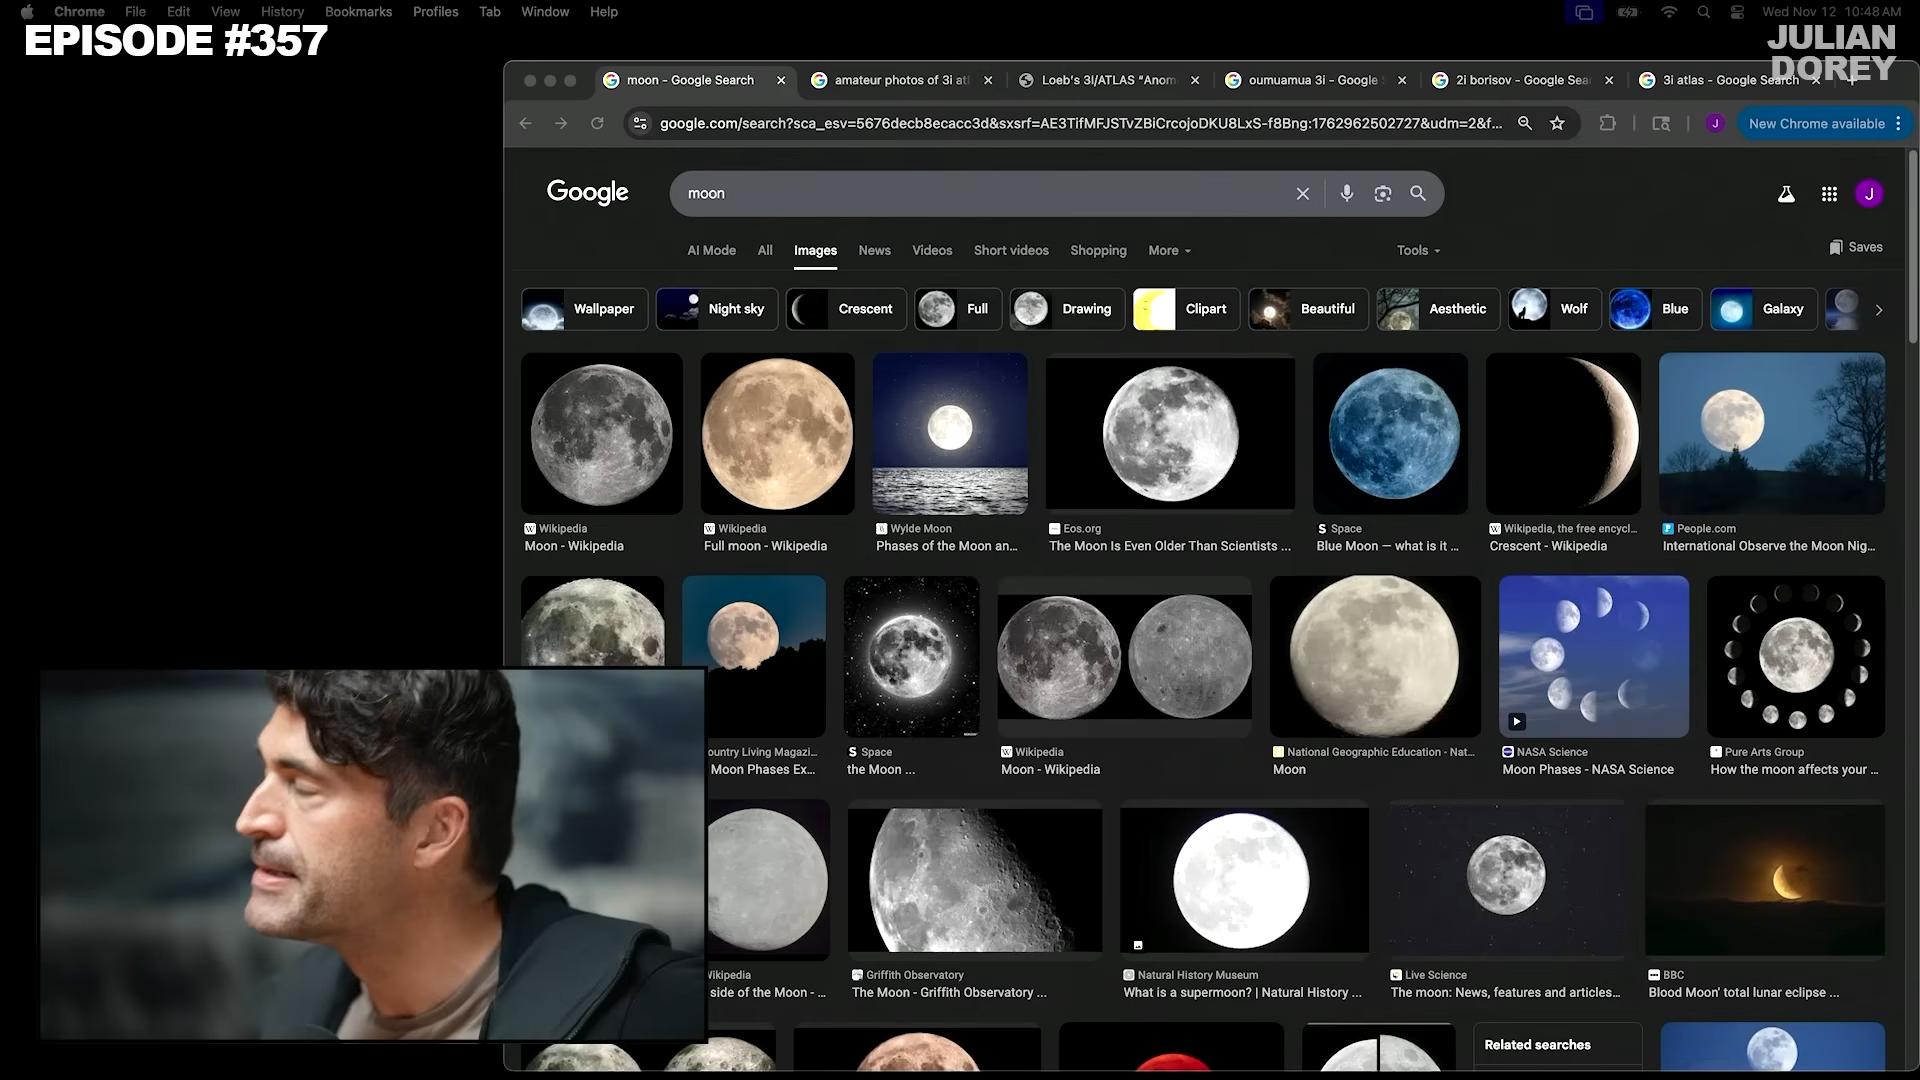 Chrome File Edit View History Bookmarks Profiles Tab Window Help
Wed Nov 12 10:48 AM
EPISODE #357
JULIAN
DOREY
moon - Google Search
amateur photos of 3i atl
Loeb's 3I/ATLAS "Anom
oumuamua 3i - Google
2i borisov - Google Sea
3i atlas - Google Search
google.com/search?sca_esv=5676decb8ecacc3d&sxsrf=AE3TifMFJSTvZBiCrcojoDKU8LxS-f8Bng:1762962502727&udm=2&f...
J
New Chrome available
Google
moon
J
AI Mode All Images News Videos Short videos Shopping More
Tools
Saves
Wallpaper Night sky Crescent Full Drawing Clipart Beautiful Aesthetic Wolf Blue Galaxy
Wikipedia
Moon - Wikipedia
Wikipedia
Full moon - Wikipedia
Wylde Moon
Phases of the Moon an...
Eos.org
The Moon Is Even Older Than Scientists ...
Space
Blue Moon — what is it ...
Wikipedia, the free encycl...
Crescent - Wikipedia
People.com
International Observe the Moon Nig...
ountry Living Magazi...
Moon Phases Ex...
Space
the Moon ...
Wikipedia
Moon - Wikipedia
National Geographic Education - Nat...
Moon
NASA Science
Moon Phases - NASA Science
Pure Arts Group
How the moon affects your ...
Wikipedia
side of the Moon - ...
Griffith Observatory
The Moon - Griffith Observatory ...
Natural History Museum
What is a supermoon? | Natural History ...
Live Science
The moon: News, features and articles...
BBC
Blood Moon' total lunar eclipse ...
Related searches